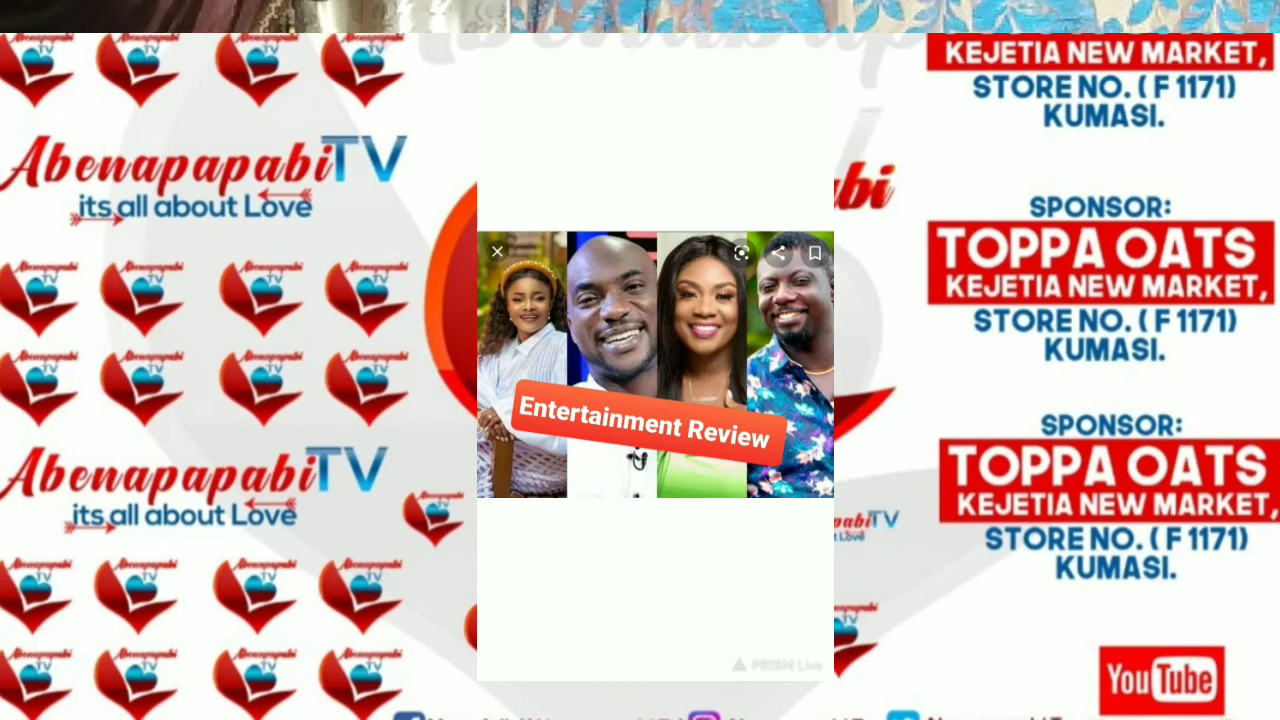 KEJETIA NEW MARKET,
STORE NO. ( F 1171)
KUMASI.
AbenapapabiTV
its all about Love
SPONSOR:
TOPPA OATS
KEJETIA NEW MARKET,
STORE NO. ( F 1171)
KUMASI.
Entertainment Review
SPONSOR:
TOPPA OATS
KEJETIA NEW MARKET,
STORE NO. ( F 1171)
KUMASI.
AbenapapabiTV
its all about Love
PRISM Live
YouTube